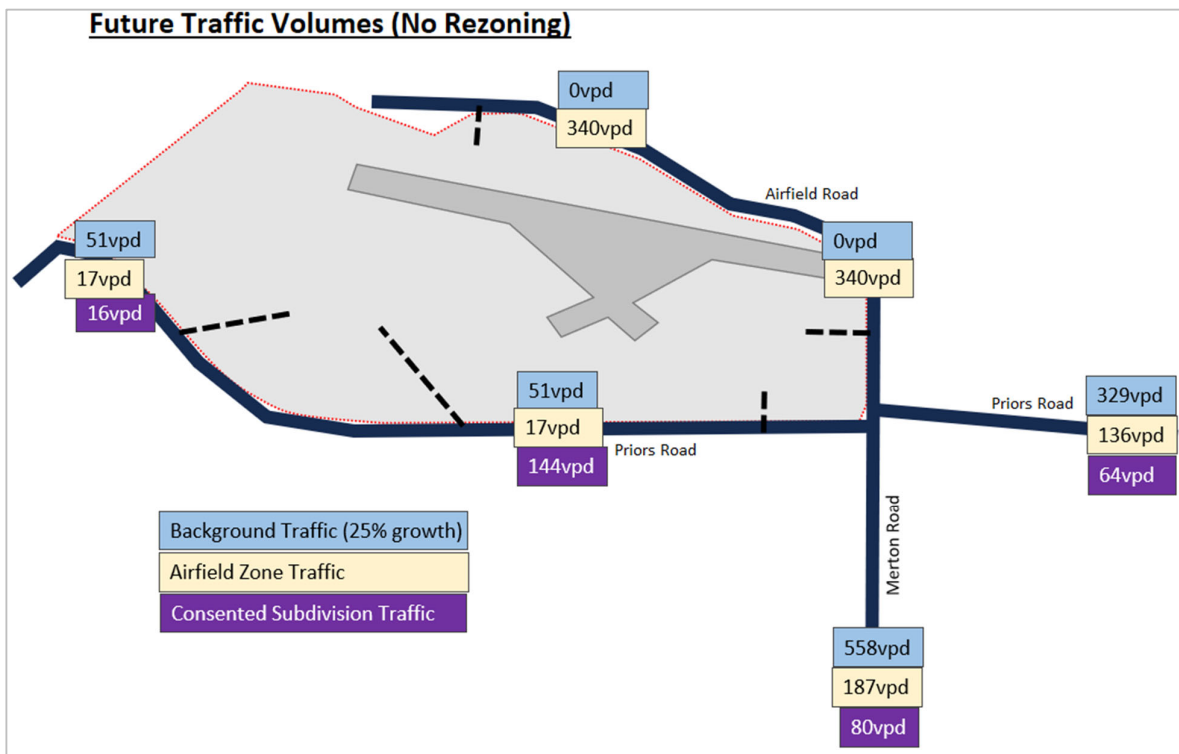 Future Traffic Volumes (No Rezoning)
0vpd
340vpd
Airfield Road
0vpd
340vpd
51vpd
17vpd
16vpd
51vpd
17vpd
144vpd
Priors Road
Priors Road
329vpd
136vpd
64vpd
Merton Road
Background Traffic (25% growth)
Airfield Zone Traffic
Consented Subdivision Traffic
558vpd
187vpd
80vpd